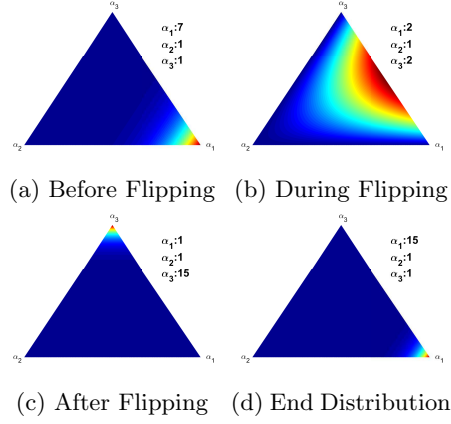 α3
α1:7
α2:1
α3:1
α2
α1
(a) Before Flipping
α3
α1:2
α2:1
α3:2
α2
α1
(b) During Flipping
α3
α1:1
α2:1
α3:15
α2
α1
(c) After Flipping
α3
α1:15
α2:1
α3:1
α2
α1
(d) End Distribution